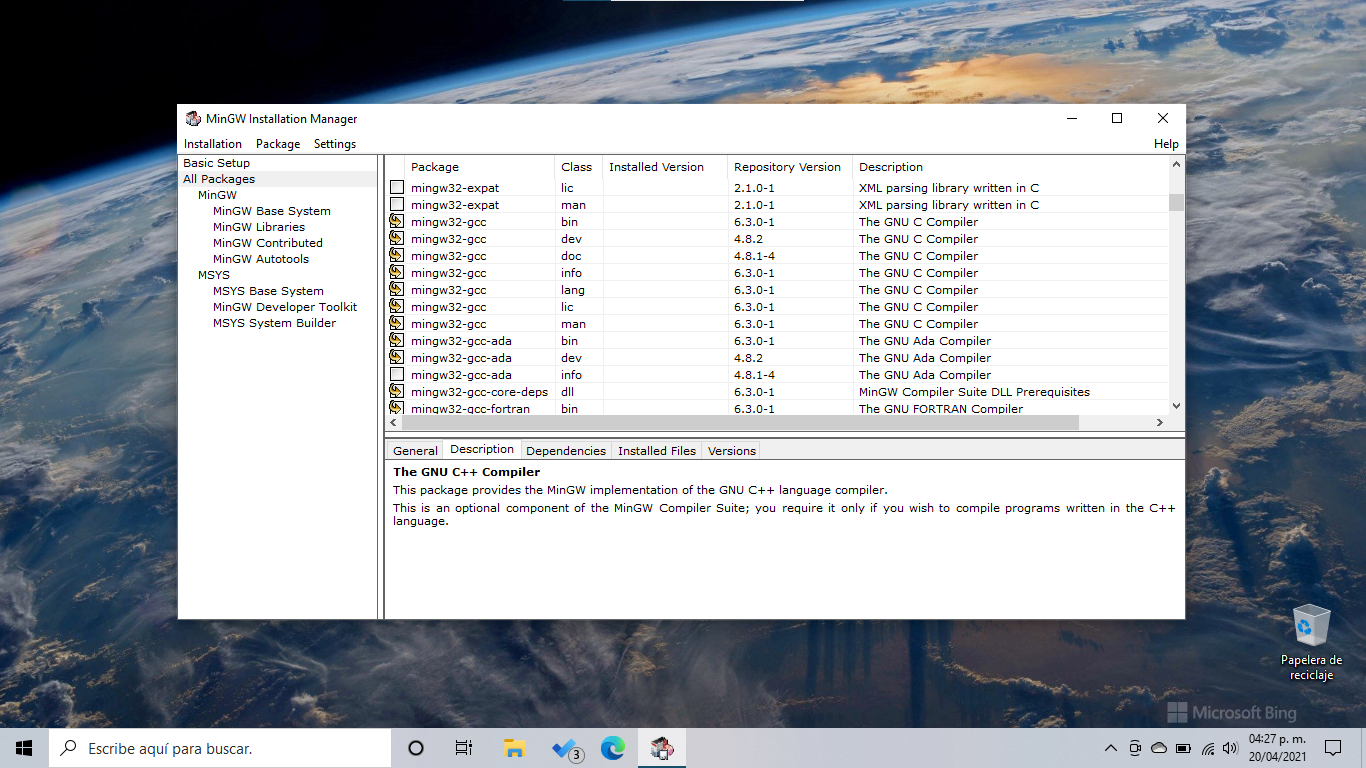 MinGW Installation Manager
Installation Package Settings Help
Basic Setup
All Packages
MinGW
MinGW Base System
MinGW Libraries
MinGW Contributed
MinGW Autotools
MSYS
MSYS Base System
MinGW Developer Toolkit
MSYS System Builder
Package Class Installed Version Repository Version Description
mingw32-expat lic 2.1.0-1 XML parsing library written in C
mingw32-expat man 2.1.0-1 XML parsing library written in C
mingw32-gcc bin 6.3.0-1 The GNU C Compiler
mingw32-gcc dev 4.8.2 The GNU C Compiler
mingw32-gcc doc 4.8.1-4 The GNU C Compiler
mingw32-gcc info 6.3.0-1 The GNU C Compiler
mingw32-gcc lang 6.3.0-1 The GNU C Compiler
mingw32-gcc lic 6.3.0-1 The GNU C Compiler
mingw32-gcc man 6.3.0-1 The GNU C Compiler
mingw32-gcc-ada bin 6.3.0-1 The GNU Ada Compiler
mingw32-gcc-ada dev 4.8.2 The GNU Ada Compiler
mingw32-gcc-ada info 4.8.1-4 The GNU Ada Compiler
mingw32-gcc-core-deps dll 6.3.0-1 MinGW Compiler Suite DLL Prerequisites
mingw32-gcc-fortran bin 6.3.0-1 The GNU FORTRAN Compiler
General Description Dependencies Installed Files Versions
The GNU C++ Compiler
This package provides the MinGW implementation of the GNU C++ language compiler.
This is an optional component of the MinGW Compiler Suite; you require it only if you wish to compile programs written in the C++
language.
Papelera de
reciclaje
Microsoft Bing
Escribe aquí para buscar.
3
04:27 p. m.
20/04/2021